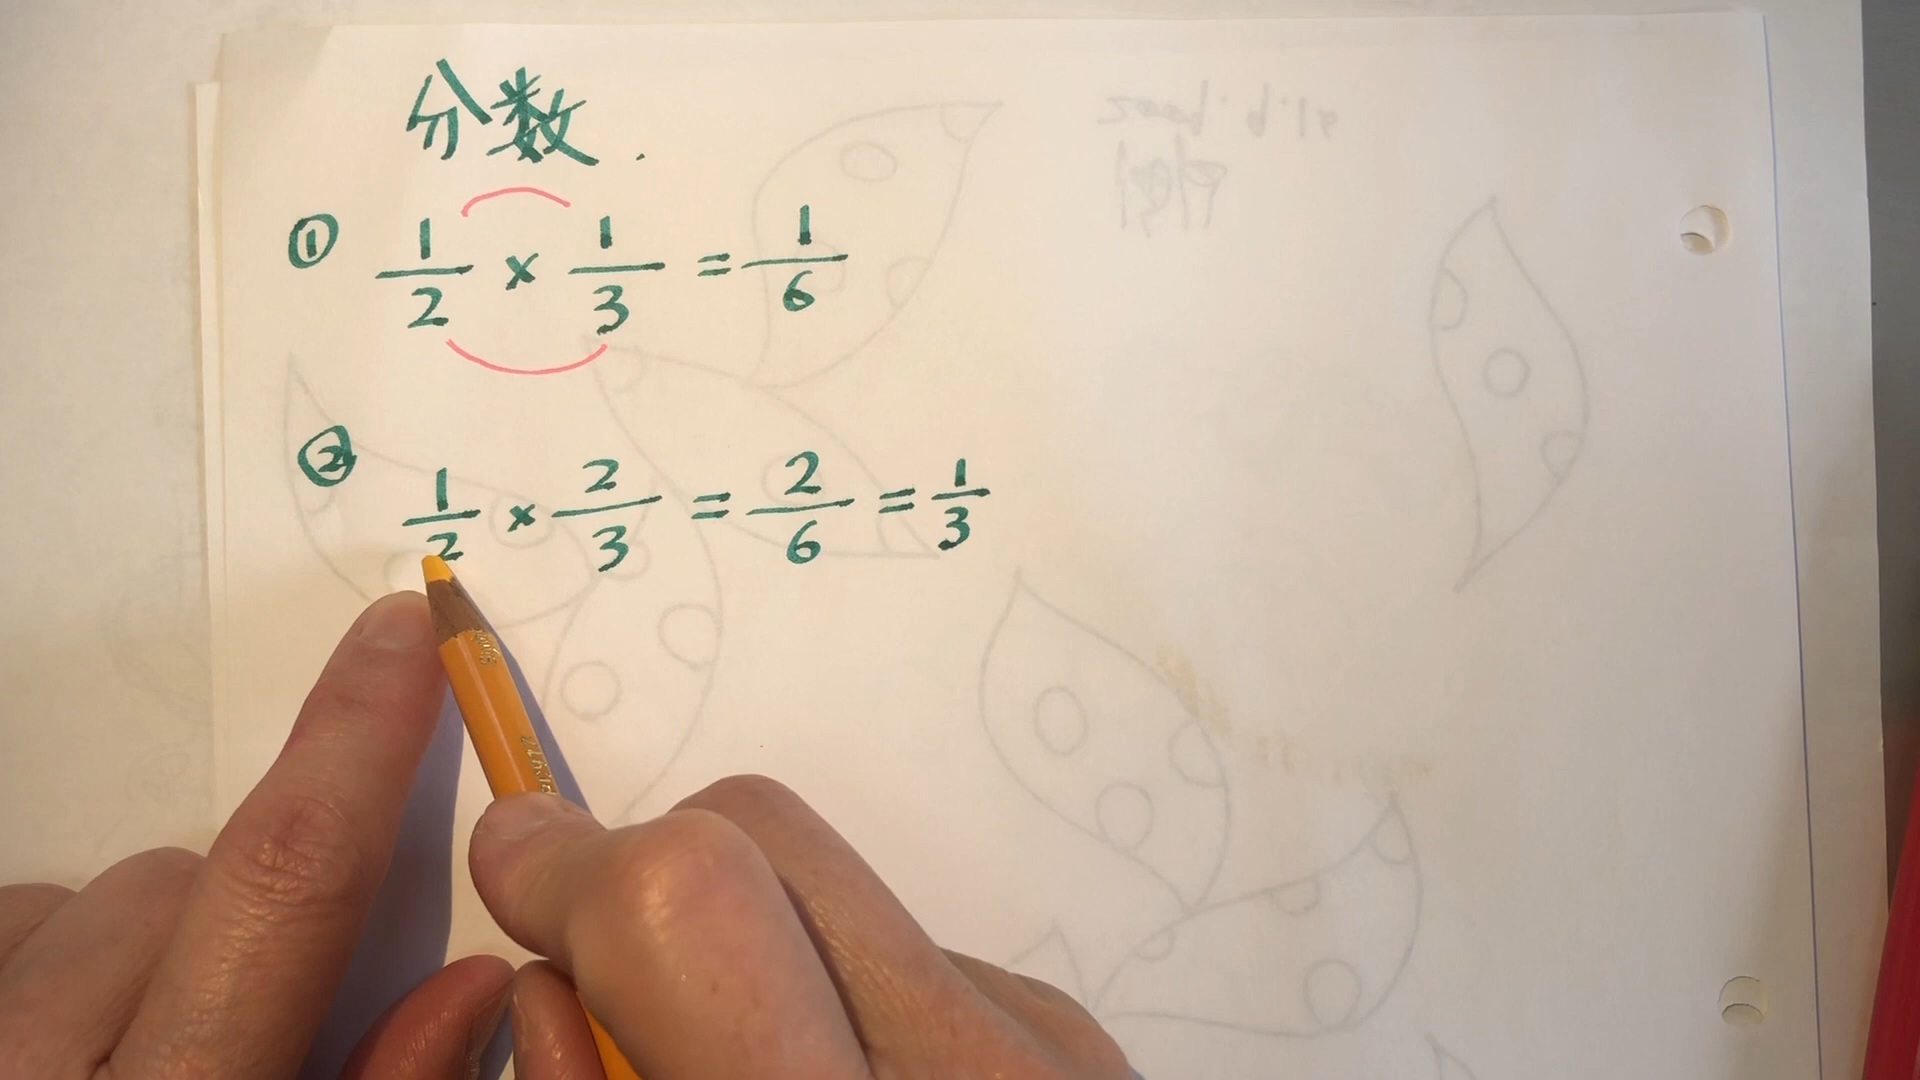 分数.
① 1/2 × 1/3 = 1/6
② 1/2 × 2/3 = 2/6 = 1/3